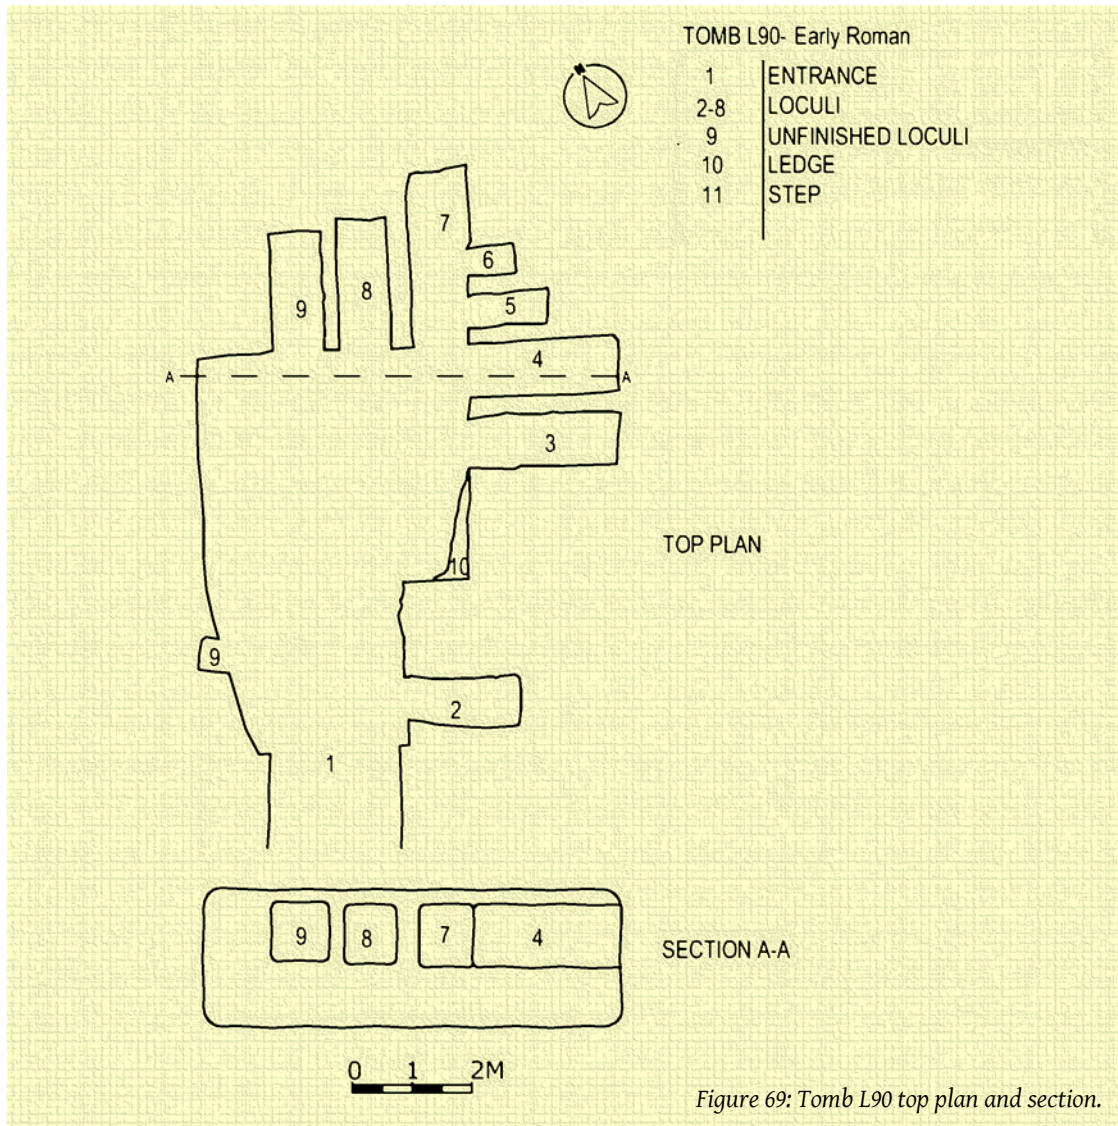 TOMB L90- Early Roman
1 ENTRANCE
2-8 LOCULI
9 UNFINISHED LOCULI
10 LEDGE
11 STEP
7
6
8
5
9
4
A A
3
TOP PLAN
10
9
2
1
9 8 7 4
SECTION A-A
0 1 2M
Figure 69: Tomb L90 top plan and section.